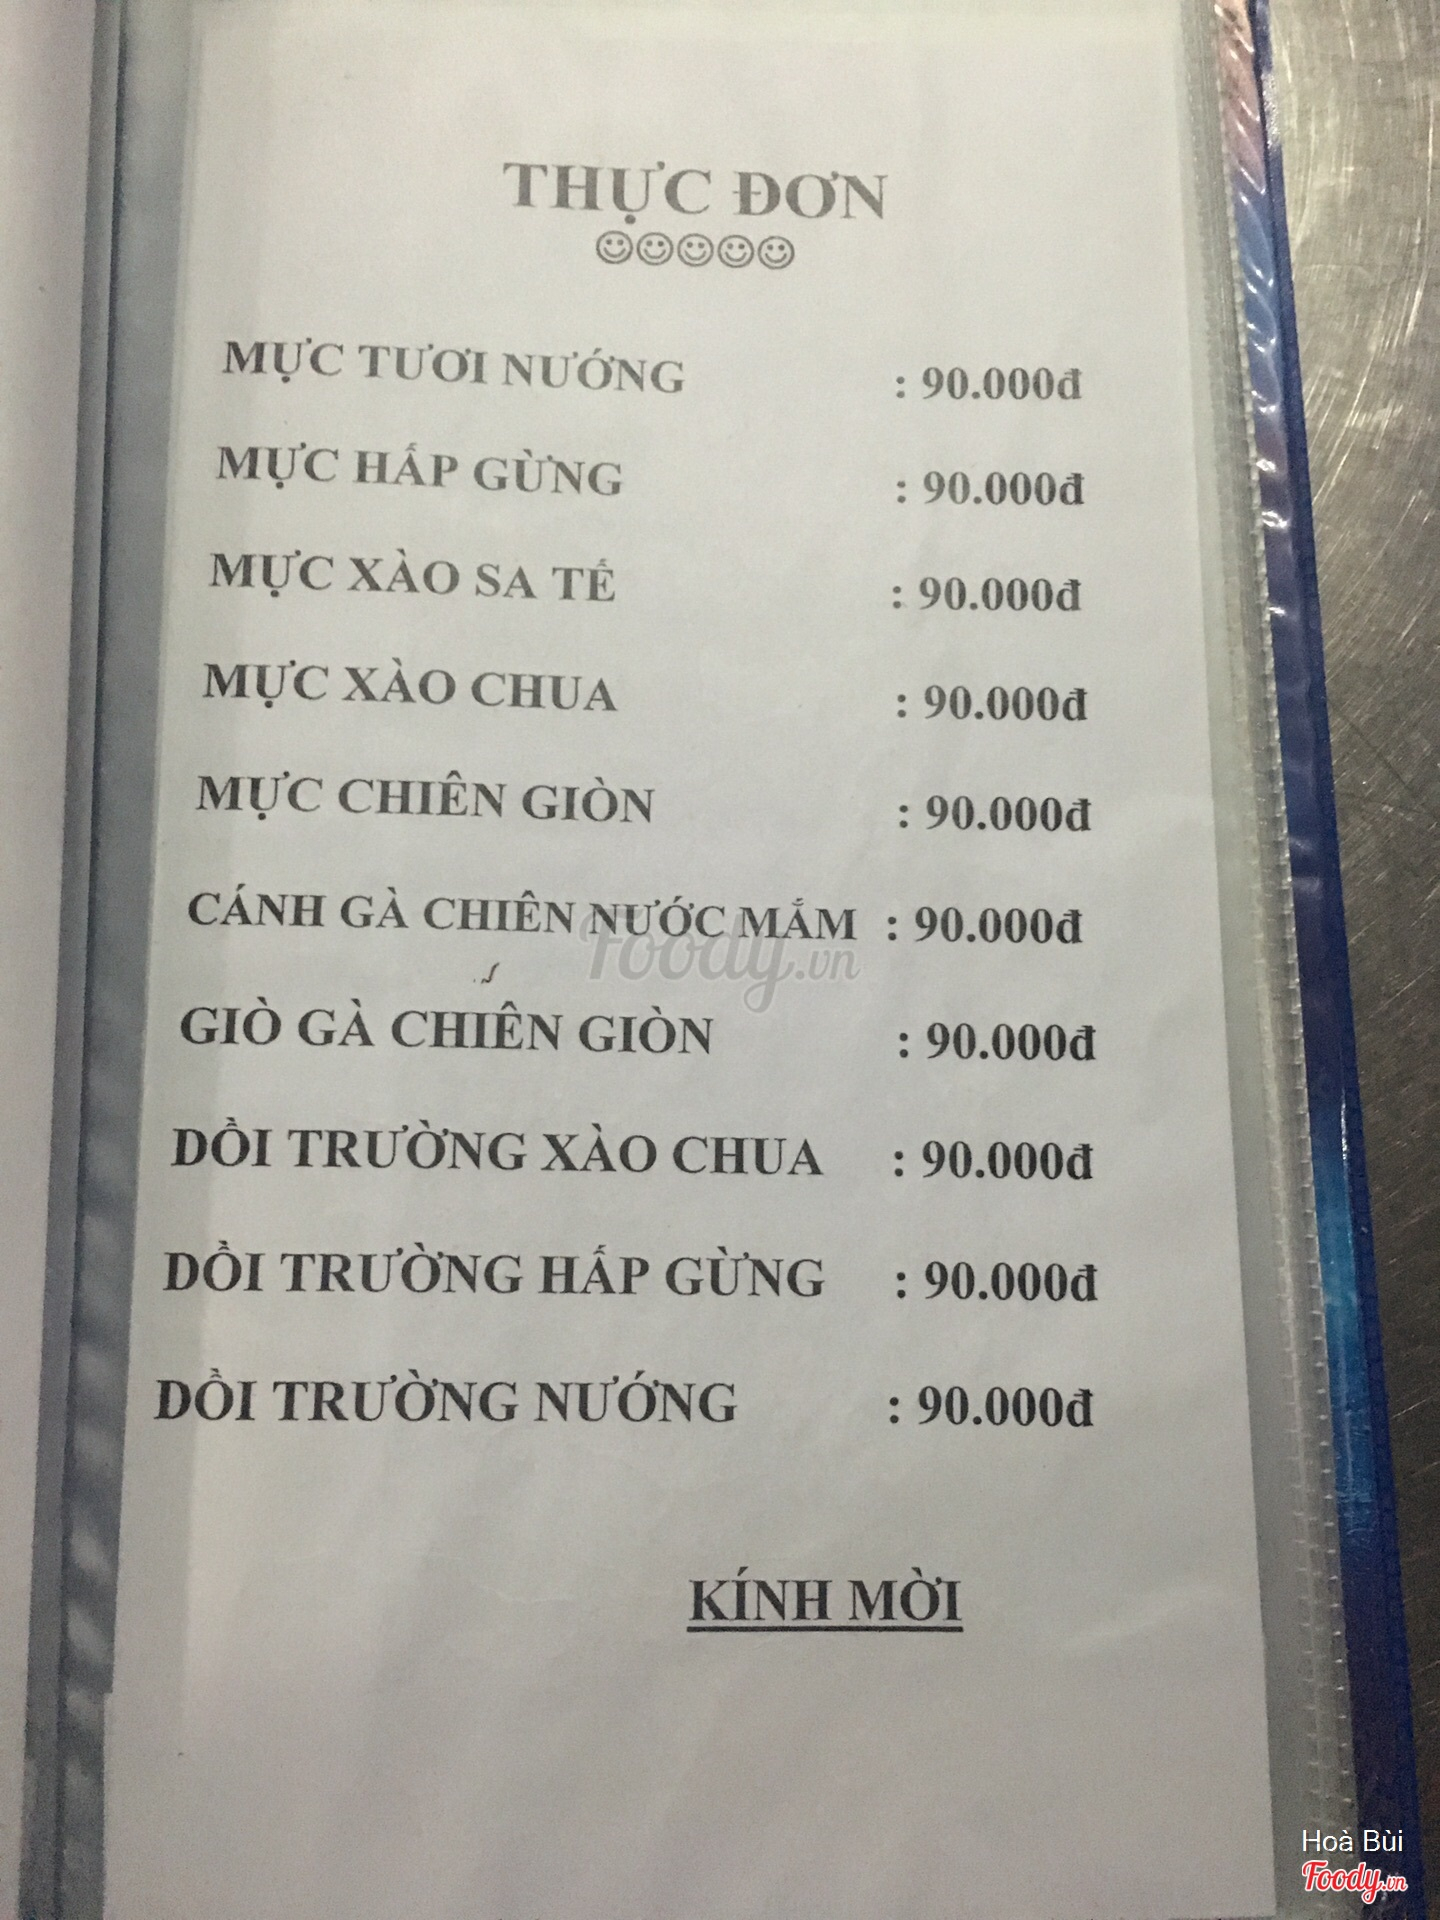 THỰC ĐƠN
☺☺☺☺☺
MỰC TƯƠI NƯỚNG : 90.000đ
MỰC HẤP GỪNG : 90.000đ
MỰC XÀO SA TẾ : 90.000đ
MỰC XÀO CHUA : 90.000đ
MỰC CHIÊN GIÒN : 90.000đ
CÁNH GÀ CHIÊN NƯỚC MẮM : 90.000đ
Foody.vn
GIÒ GÀ CHIÊN GIÒN : 90.000đ
DỒI TRƯỜNG XÀO CHUA : 90.000đ
DỒI TRƯỜNG HẤP GỪNG : 90.000đ
DỒI TRƯỜNG NƯỚNG : 90.000đ
KÍNH MỜI
Hoà Bùi
Foody.vn